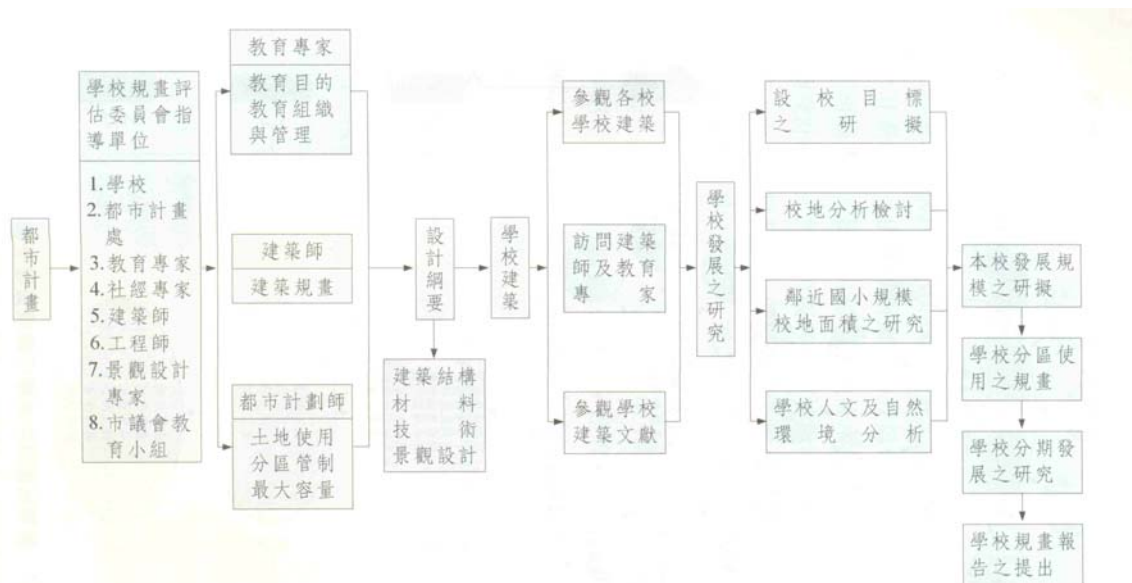 都市計畫
學校規畫評
估委員會指
導單位
1.學校
2.都市計畫
處
3.教育專家
4.社經專家
5.建築師
6.工程師
7.景觀設計
專家
8.市議會教
育小組
教育專家
教育目的
教育組織
與管理
建築師
建築規畫
都市計劃師
土地使用
分區管制
最大容量
設計綱要
建築結構
材料
技術
景觀設計
學校建築
參觀各校
學校建築
訪問建築
師及教育
專家
參觀學校
建築文獻
學校發展之研究
設校目標
之研擬
校地分析檢討
鄰近國小規模
校地面積之研究
學校人文及自然
環境分析
本校發展規
模之研擬
學校分區使
用之規畫
學校分期發
展之研究
學校規畫報
告之提出